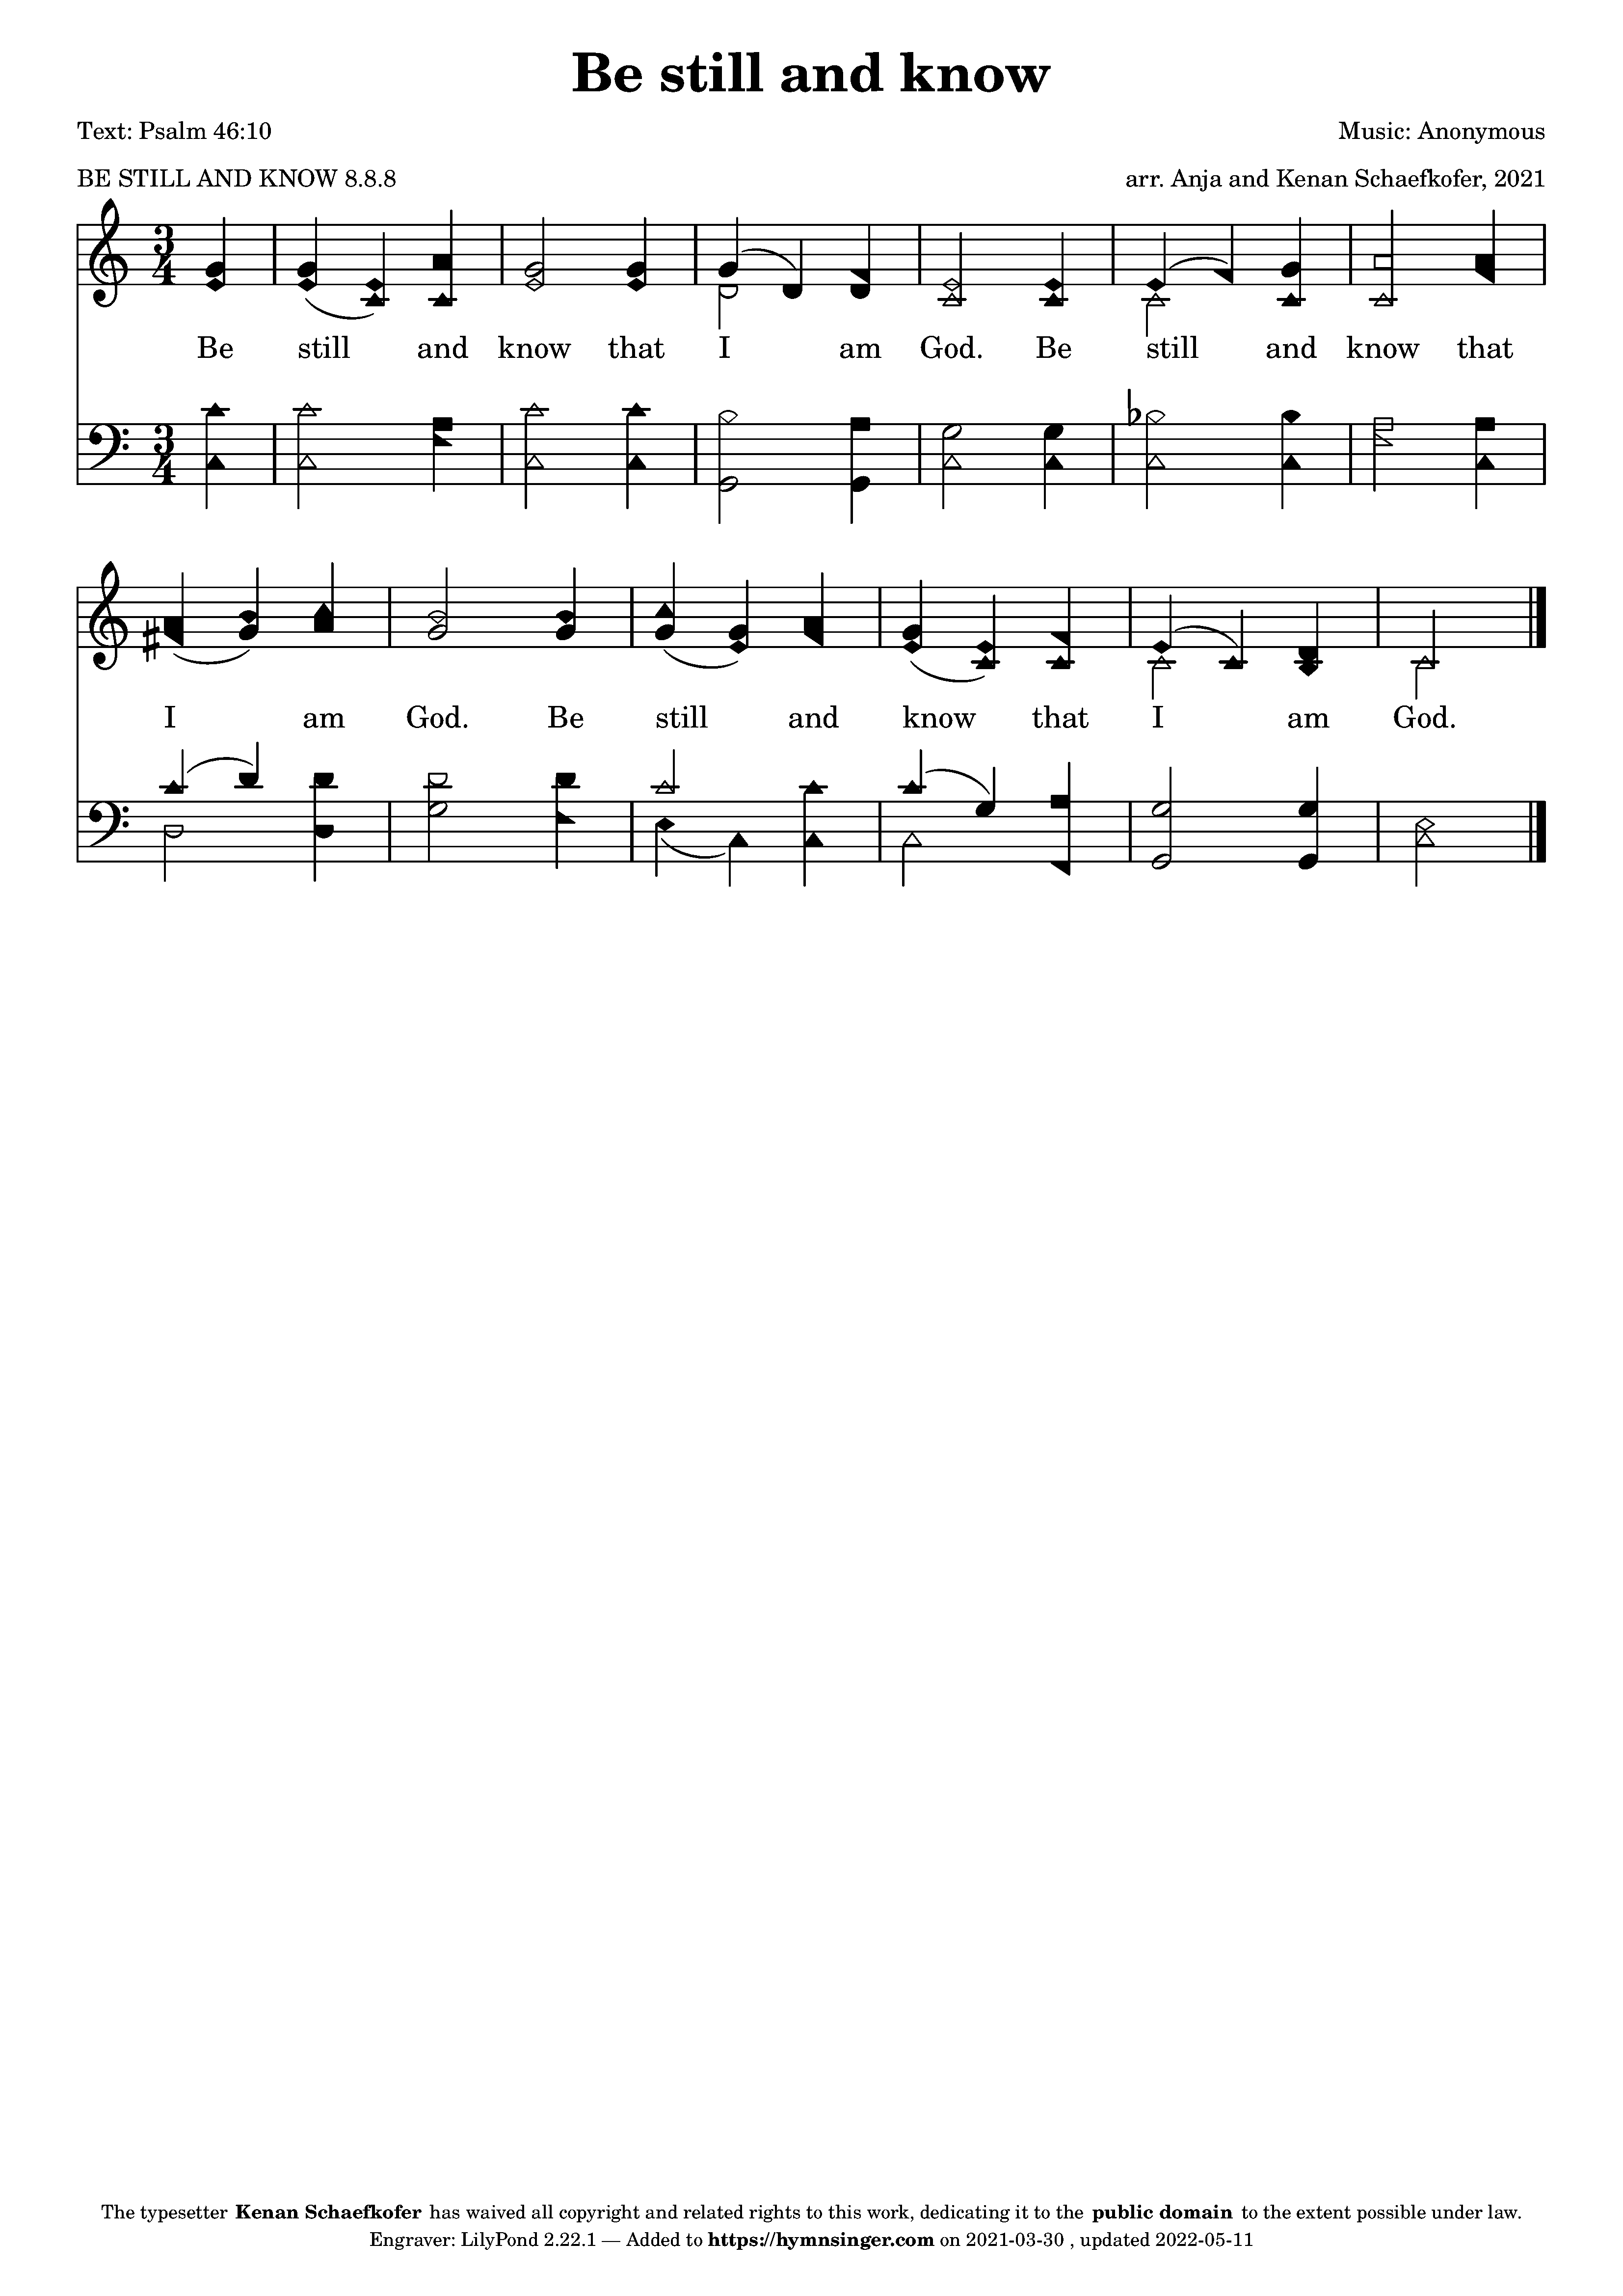 Be still and know
Text: Psalm 46:10
Music: Anonymous
BE STILL AND KNOW 8.8.8
arr. Anja and Kenan Schaefkofer, 2021
3
4
Be still and know that I am God. Be still and know that
3
4
I am God. Be still and know that I am God.
The typesetter Kenan Schaefkofer has waived all copyright and related rights to this work, dedicating it to the public domain to the extent possible under law.
Engraver: LilyPond 2.22.1 — Added to https://hymnsinger.com on 2021-03-30 , updated 2022-05-11